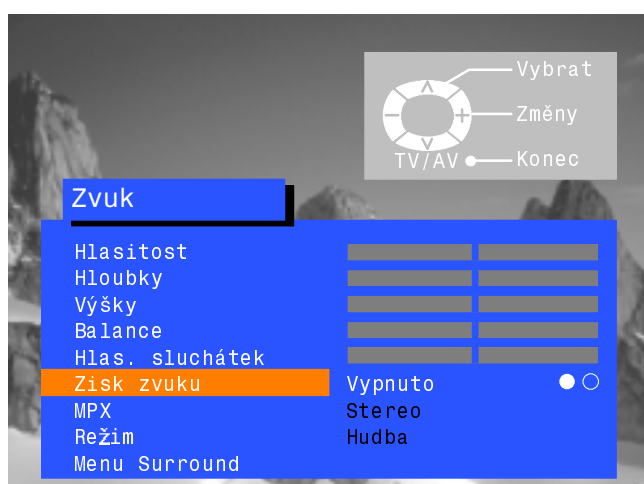 Vybrat
Změny
TV/AV Konec
Zvuk
Hlasitost
Hloubky
Výšky
Balance
Hlas. sluchátek
Zisk zvuku Vypnuto
MPX Stereo
Režim Hudba
Menu Surround